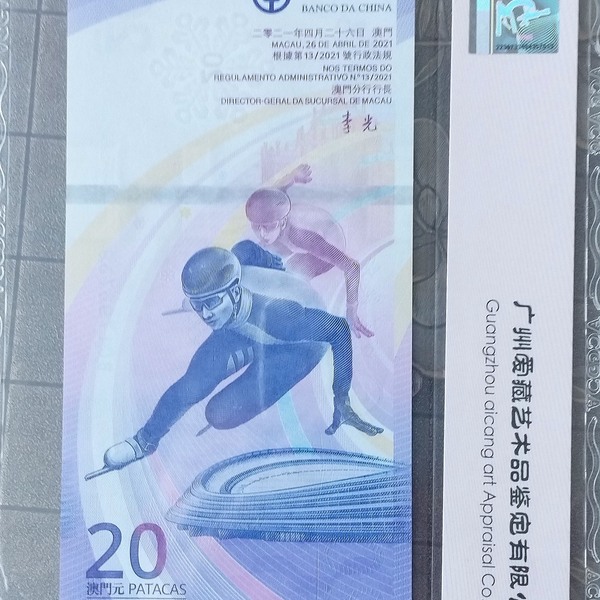 BANCO DA CHINA
二零二一年四月二十六日 澳門
MACAU, 26 DE ABRIL DE 2021
根據第13/2021號行政法規
NOS TERMOS DO
REGULAMENTO ADMINISTRATIVO N.º 13/2021
澳門分行行長
DIRECTOR-GERAL DA SUCURSAL DE MACAU
李光
20
澳門元 PATACAS
广州爱藏艺术品鉴定有限
Guangzhou aicang art Appraisal Co